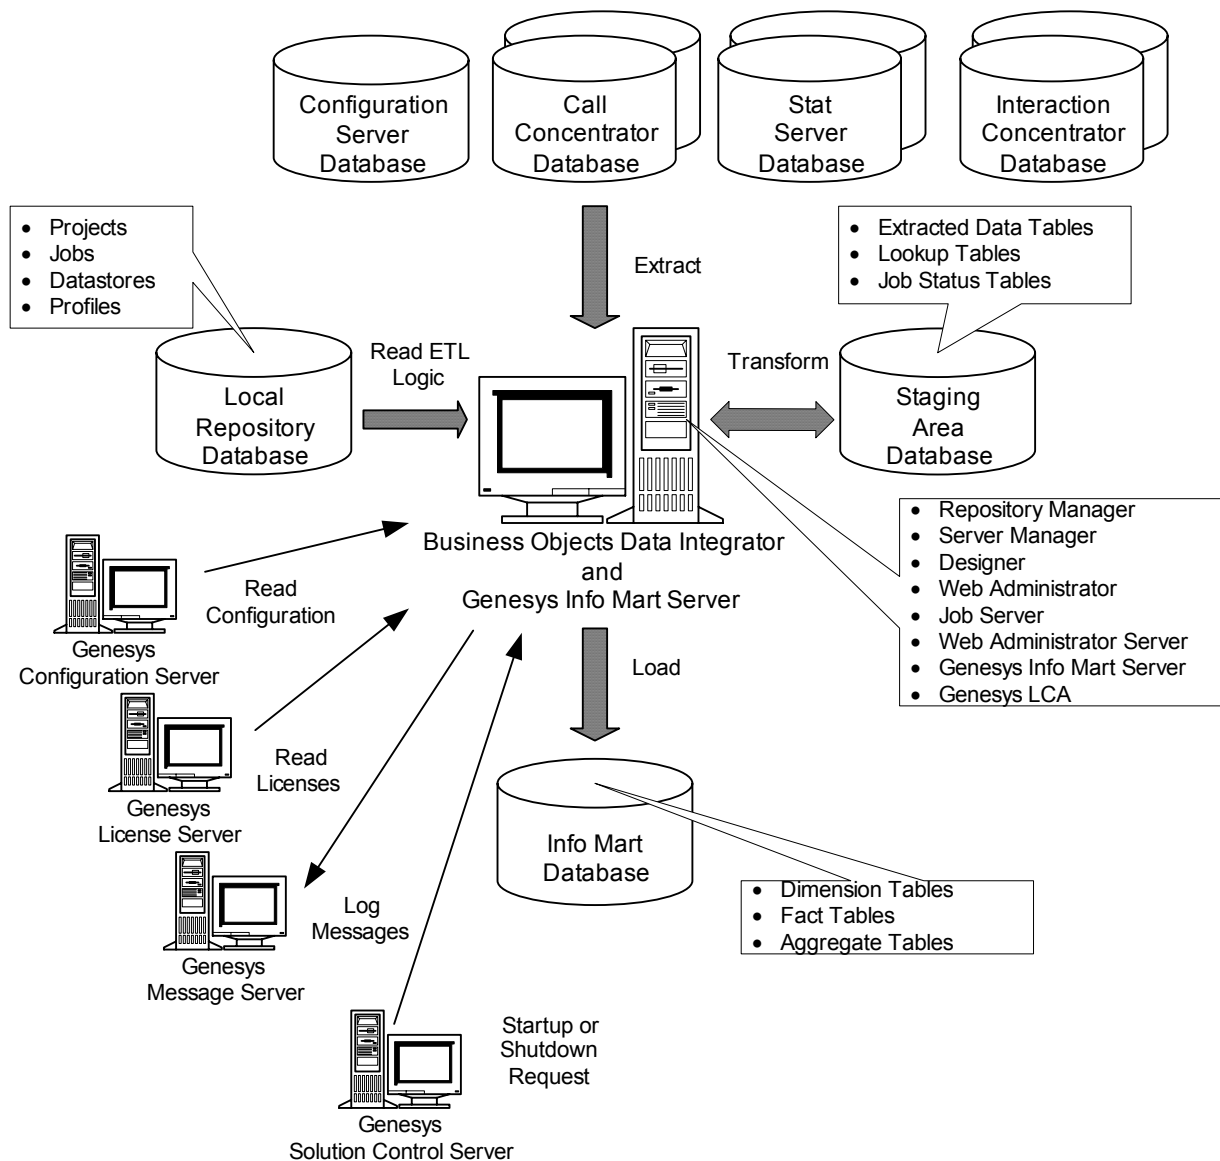 Configuration
Server
Database
Call
Concentrator
Database
Stat
Server
Database
Interaction
Concentrator
Database
• Projects
• Jobs
• Datastores
• Profiles
Extract
• Extracted Data Tables
• Lookup Tables
• Job Status Tables
Local
Repository
Database
Read ETL
Logic
Transform
Staging
Area
Database
Business Objects Data Integrator
and
Genesys Info Mart Server
• Repository Manager
• Server Manager
• Designer
• Web Administrator
• Job Server
• Web Administrator Server
• Genesys Info Mart Server
• Genesys LCA
Read
Configuration
Genesys
Configuration Server
Load
Read
Licenses
Genesys
License Server
Info Mart
Database
• Dimension Tables
• Fact Tables
• Aggregate Tables
Log
Messages
Genesys
Message Server
Startup or
Shutdown
Request
Genesys
Solution Control Server